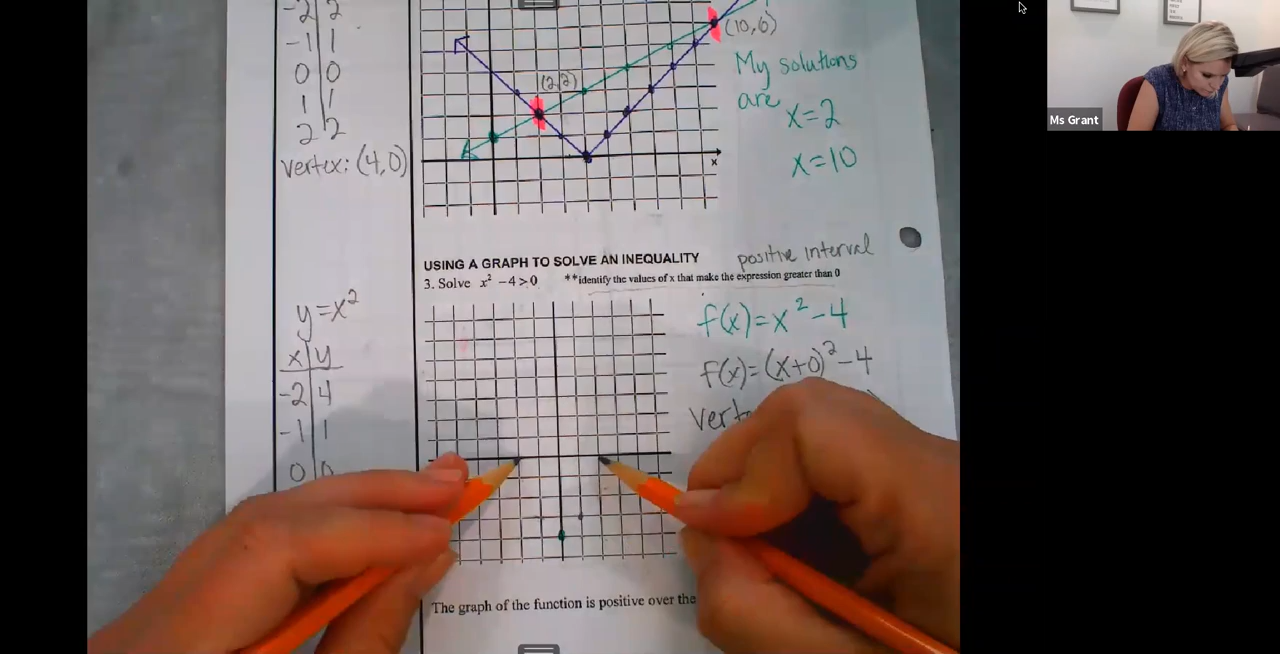 -2 2
-1 1
0 0
1 1
2 2
vertex: (4,0)
(2,2)
(10,6)
x
My solutions
are
x=2
x=10
Ms Grant
USING A GRAPH TO SOLVE AN INEQUALITY
positive interval
3. Solve x² -4>0 **identify the values of x that make the expression greater than 0
y=x²
x y
-2 4
-1 1
0 0
f(x)=x²-4
f(x)=(x+0)²-4
The graph of the function is positive over the